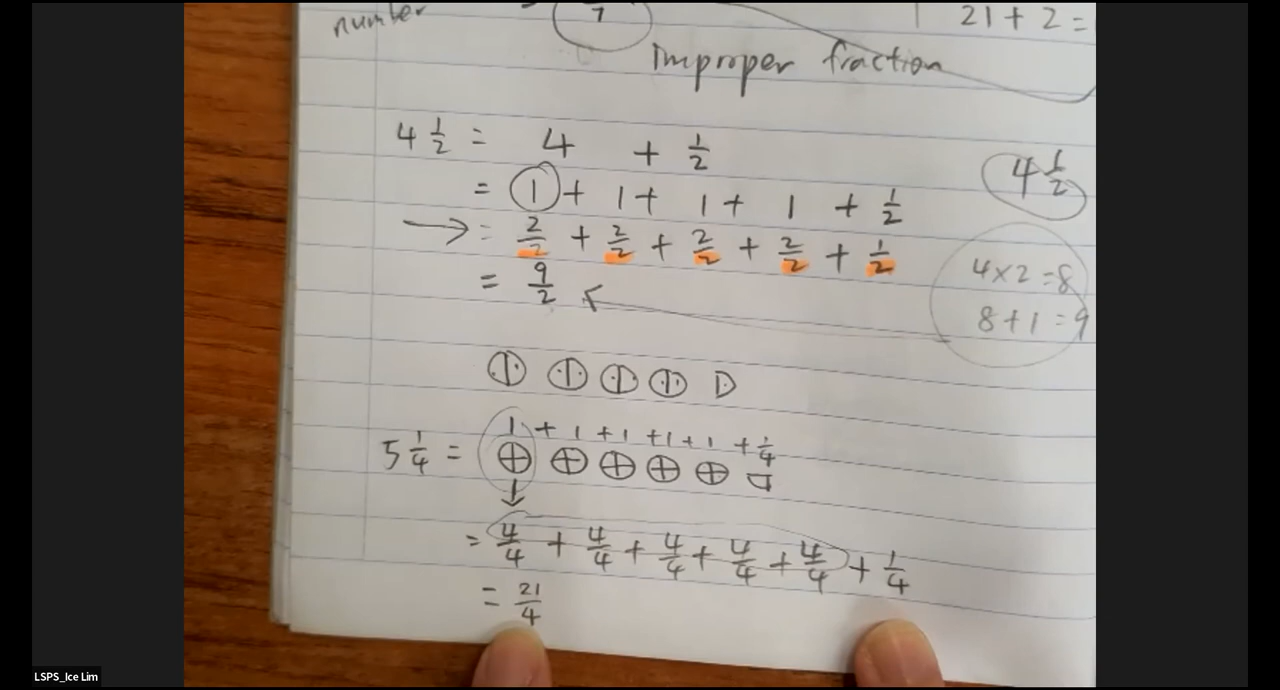 number
7
21 + 2 =
Improper fraction
4 1/2 = 4 + 1/2
= 1 + 1 + 1 + 1 + 1/2
→ = 2/2 + 2/2 + 2/2 + 2/2 + 1/2
= 9/2
4 1/2
4 x 2 = 8
8 + 1 = 9
1 + 1 + 1 + 1 + 1 + 1/4
5 1/4 =
= 4/4 + 4/4 + 4/4 + 4/4 + 4/4 + 1/4
= 21/4
LSPS_Ice Lim